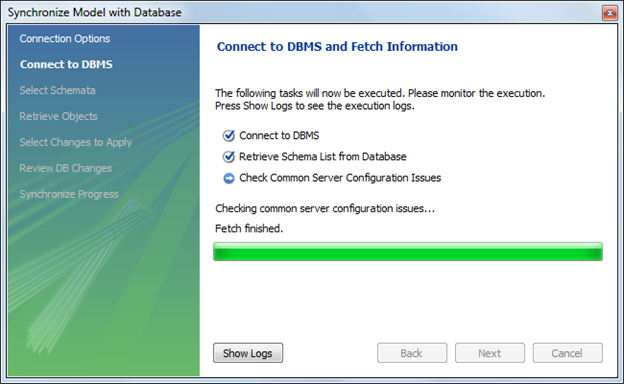 Synchronize Model with Database
Connection Options
Connect to DBMS
Select Schemata
Retrieve Objects
Select Changes to Apply
Review DB Changes
Synchronize Progress
Connect to DBMS and Fetch Information
The following tasks will now be executed. Please monitor the execution.
Press Show Logs to see the execution logs.
Connect to DBMS
Retrieve Schema List from Database
Check Common Server Configuration Issues
Checking common server configuration issues...
Fetch finished.
Show Logs
Back
Next
Cancel